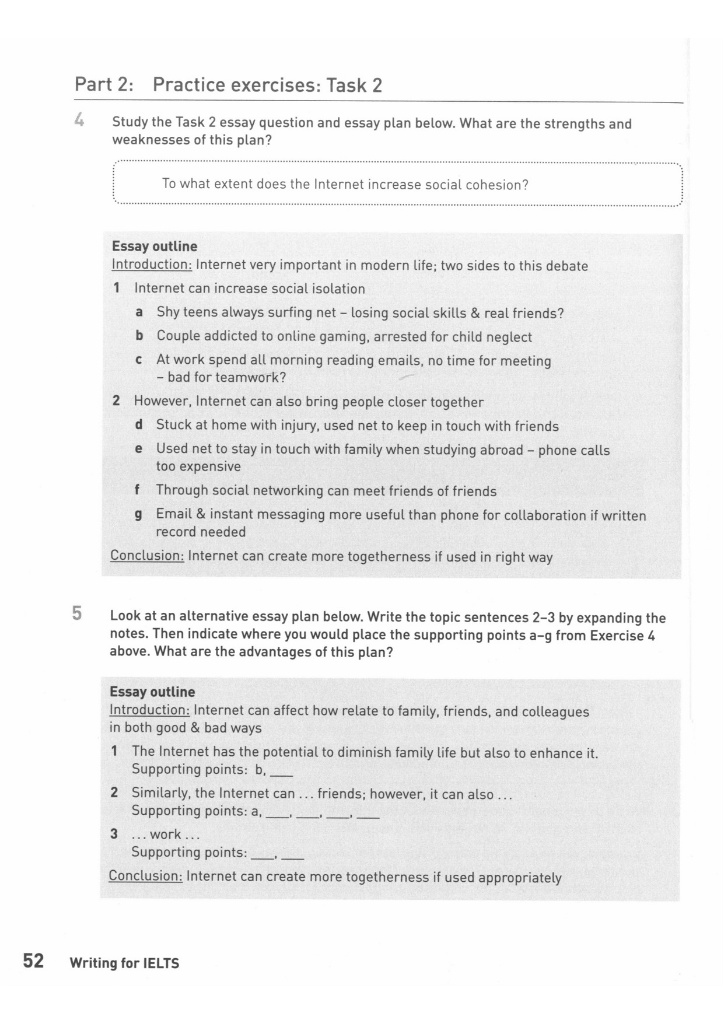 Part 2: Practice exercises: Task 2
4 Study the Task 2 essay question and essay plan below. What are the strengths and
weaknesses of this plan?
To what extent does the Internet increase social cohesion?
Essay outline
Introduction: Internet very important in modern life; two sides to this debate
1 Internet can increase social isolation
a Shy teens always surfing net – losing social skills & real friends?
b Couple addicted to online gaming, arrested for child neglect
c At work spend all morning reading emails, no time for meeting
– bad for teamwork?
2 However, Internet can also bring people closer together
d Stuck at home with injury, used net to keep in touch with friends
e Used net to stay in touch with family when studying abroad – phone calls
too expensive
f Through social networking can meet friends of friends
g Email & instant messaging more useful than phone for collaboration if written
record needed
Conclusion: Internet can create more togetherness if used in right way
5 Look at an alternative essay plan below. Write the topic sentences 2–3 by expanding the
notes. Then indicate where you would place the supporting points a–g from Exercise 4
above. What are the advantages of this plan?
Essay outline
Introduction: Internet can affect how relate to family, friends, and colleagues
in both good & bad ways
1 The Internet has the potential to diminish family life but also to enhance it.
Supporting points: b, ___
2 Similarly, the Internet can ... friends; however, it can also ...
Supporting points: a, ___, ___, ___, ___
3 ... work ...
Supporting points: ___, ___
Conclusion: Internet can create more togetherness if used appropriately
52 Writing for IELTS